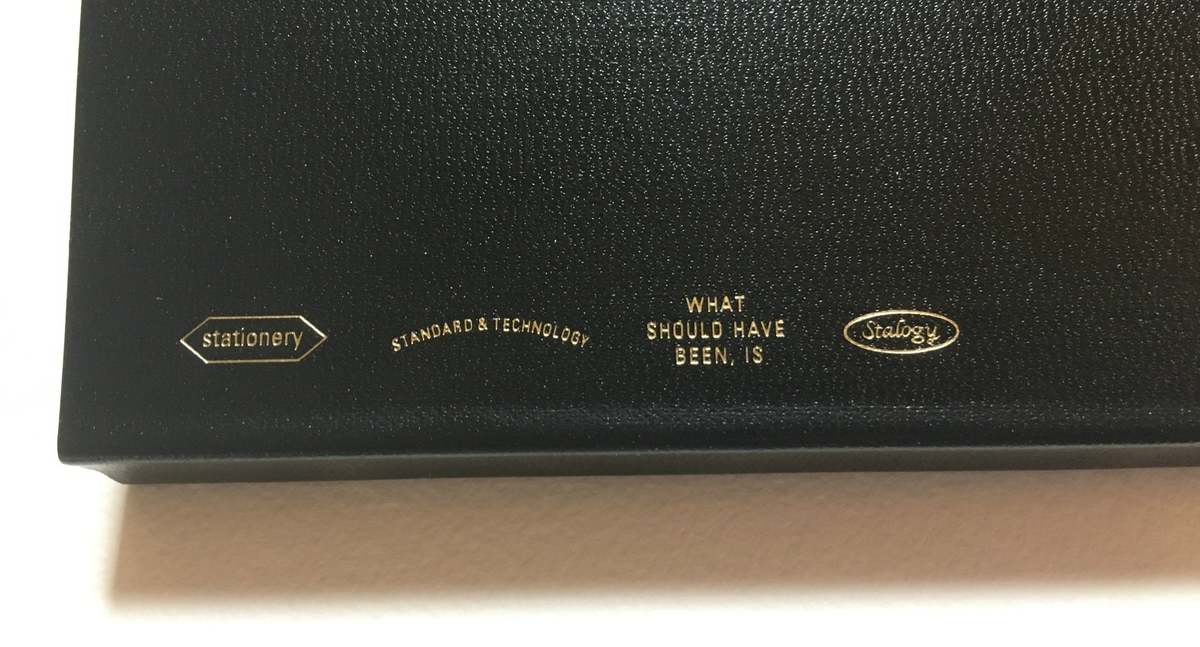 stationery
STANDARD & TECHNOLOGY
WHAT
SHOULD HAVE
BEEN, IS
Stalogy